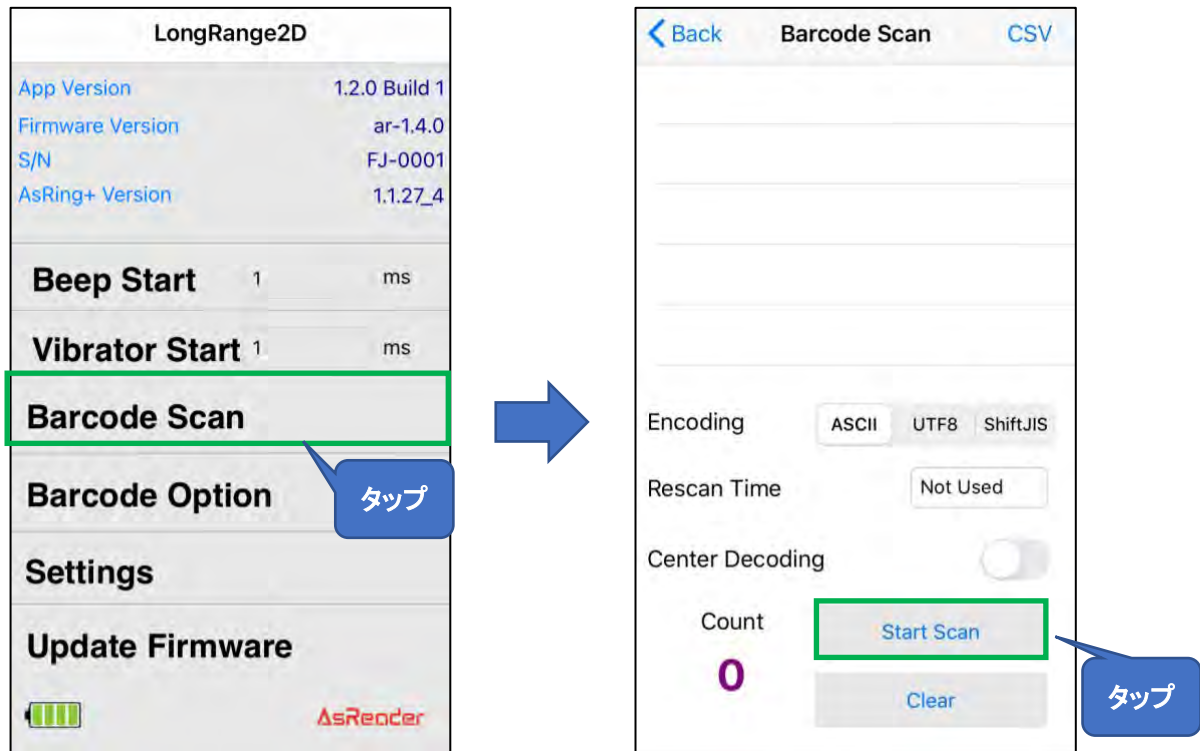 LongRange2D
App Version 1.2.0 Build 1
Firmware Version ar-1.4.0
S/N FJ-0001
AsRing+ Version 1.1.27_4
Beep Start 1 ms
Vibrator Start 1 ms
Barcode Scan
タップ
Barcode Option
Settings
Update Firmware
AsReader
Back Barcode Scan CSV
Encoding ASCII UTF8 ShiftJIS
Rescan Time Not Used
Center Decoding
Count
0
Start Scan
タップ
Clear